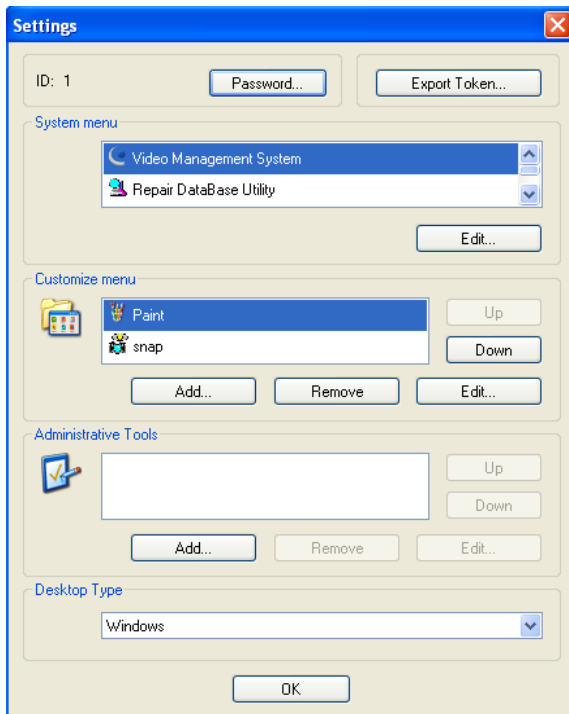 Settings
ID: 1 Password... Export Token...
System menu
Video Management System
Repair DataBase Utility
Edit...
Customize menu
Paint Up
snap Down
Add... Remove Edit...
Administrative Tools
Up
Down
Add... Remove Edit...
Desktop Type
Windows
OK